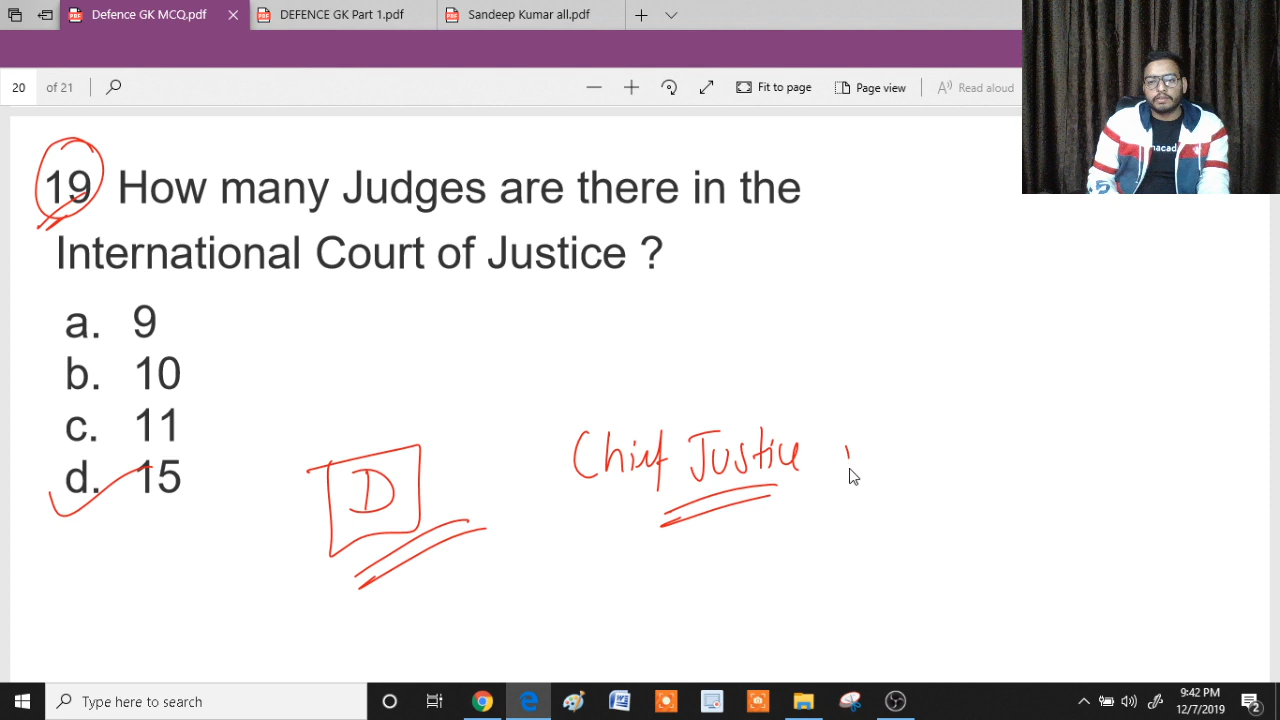 Defence GK MCQ.pdf
DEFENCE GK Part 1.pdf
Sandeep Kumar all.pdf
20 of 21
Fit to page
Page view
Read aloud
19 How many Judges are there in the
International Court of Justice ?
a. 9
b. 10
c. 11
d. 15
D
Chief Justice
Type here to search
9:42 PM
12/7/2019
2